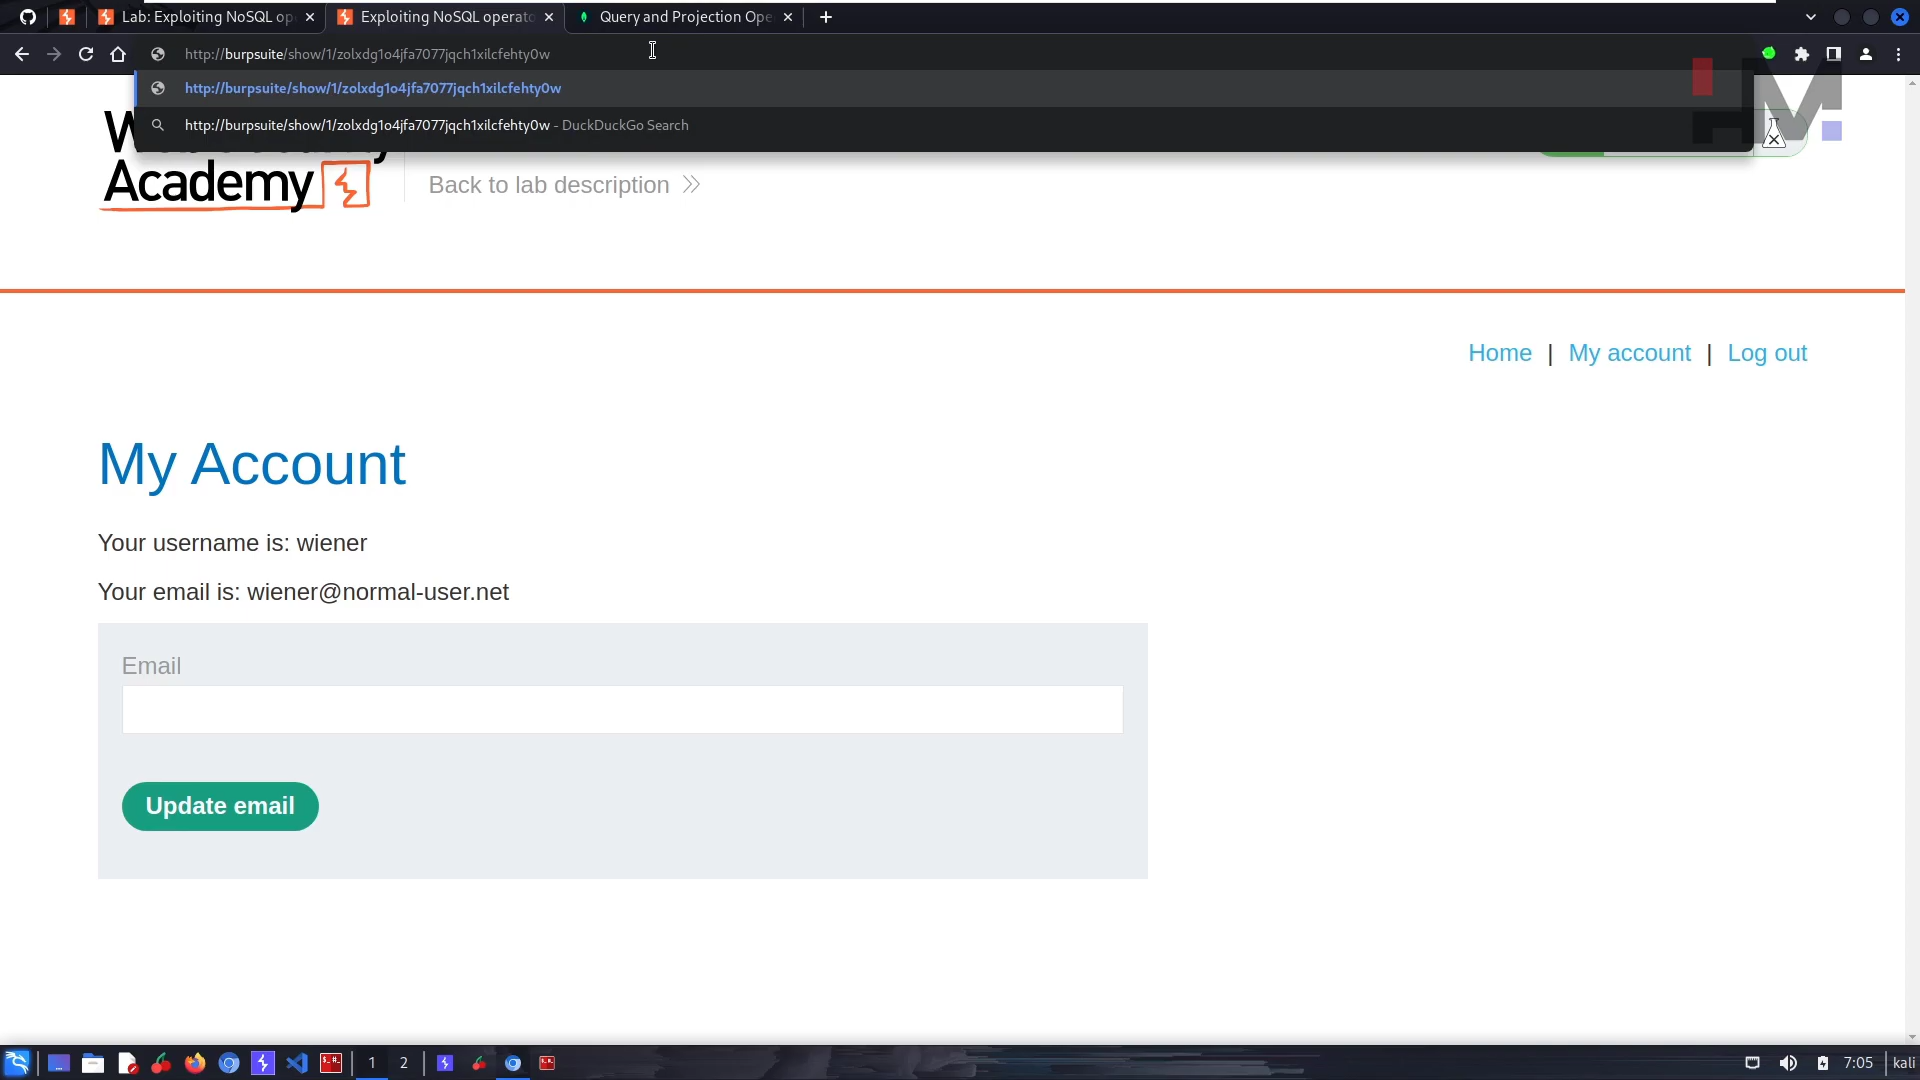 Lab: Exploiting NoSQL op
Exploiting NoSQL operato
Query and Projection Ope
http://burpsuite/show/1/zolxdg1o4jfa7077jqch1xilcfehty0w
http://burpsuite/show/1/zolxdg1o4jfa7077jqch1xilcfehty0w
http://burpsuite/show/1/zolxdg1o4jfa7077jqch1xilcfehty0w - DuckDuckGo Search
Academy
Back to lab description
Home | My account | Log out
My Account
Your username is: wiener
Your email is: wiener@normal-user.net
Email
Update email
1 2
7:05 kali